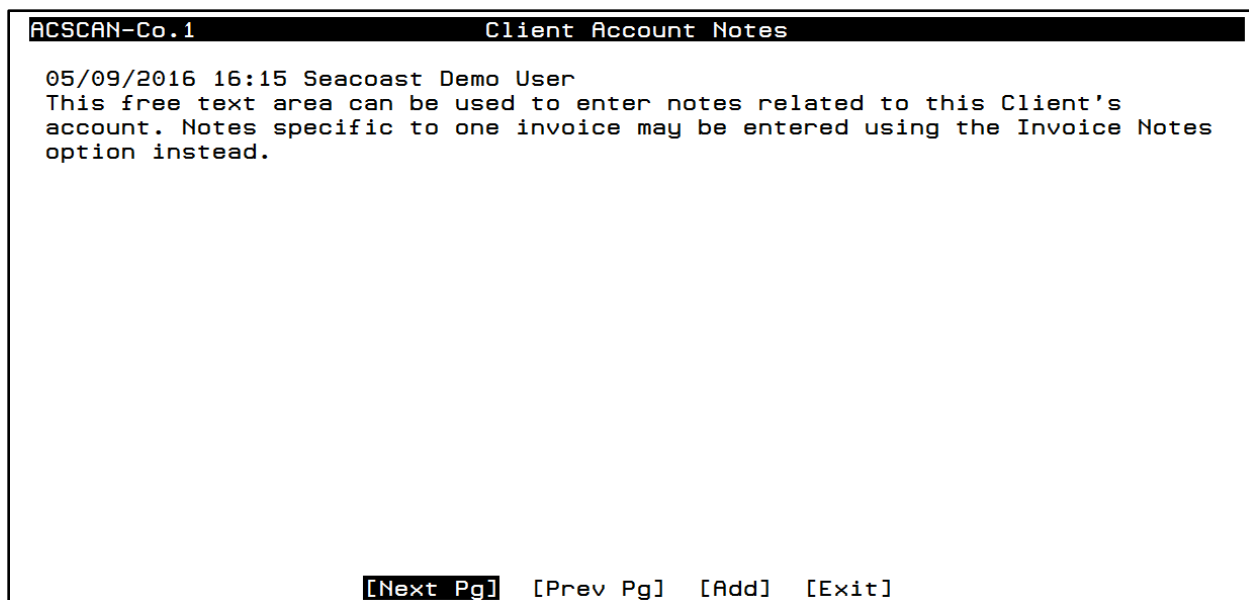 ACSCAN-Co.1 Client Account Notes
05/09/2016 16:15 Seacoast Demo User
This free text area can be used to enter notes related to this Client's
account. Notes specific to one invoice may be entered using the Invoice Notes
option instead.
[Next Pg] [Prev Pg] [Add] [Exit]